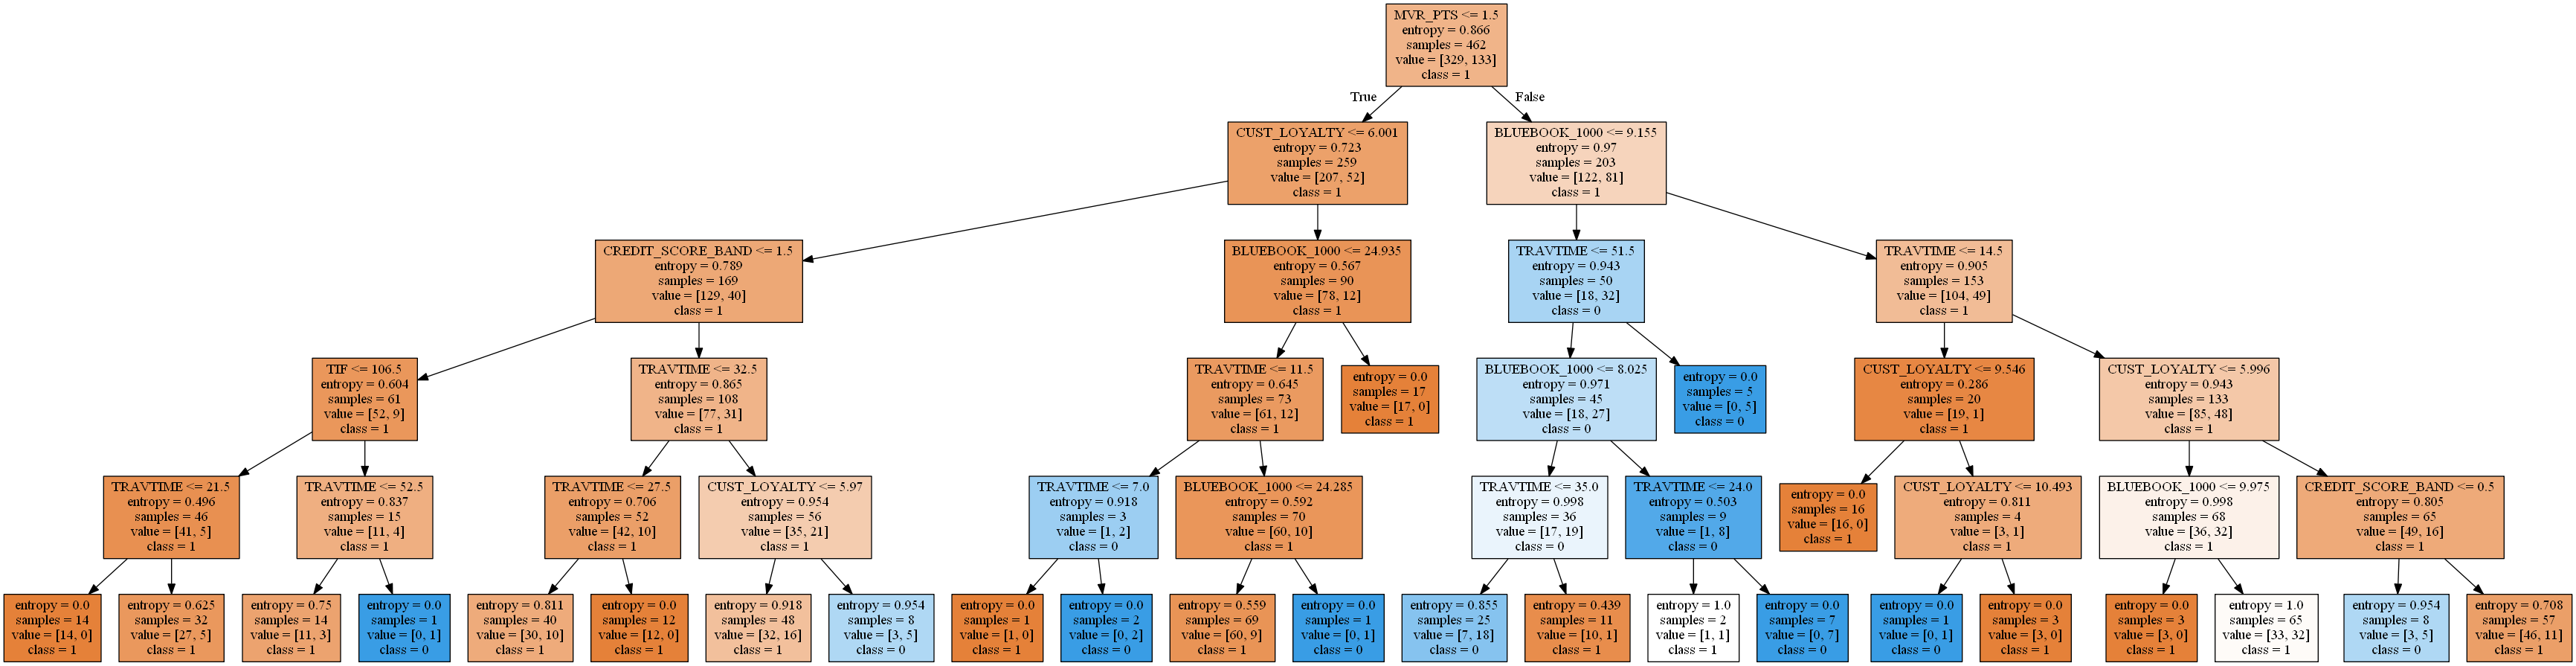 MVR_PTS <= 1.5
entropy = 0.866
samples = 462
value = [329, 133]
class = 1
True
False
CUST_LOYALTY <= 6.001
entropy = 0.723
samples = 259
value = [207, 52]
class = 1
BLUEBOOK_1000 <= 9.155
entropy = 0.97
samples = 203
value = [122, 81]
class = 1
CREDIT_SCORE_BAND <= 1.5
entropy = 0.789
samples = 169
value = [129, 40]
class = 1
BLUEBOOK_1000 <= 24.935
entropy = 0.567
samples = 90
value = [78, 12]
class = 1
TRAVTIME <= 51.5
entropy = 0.943
samples = 50
value = [18, 32]
class = 0
TRAVTIME <= 14.5
entropy = 0.905
samples = 153
value = [104, 49]
class = 1
TIF <= 106.5
entropy = 0.604
samples = 61
value = [52, 9]
class = 1
TRAVTIME <= 32.5
entropy = 0.865
samples = 108
value = [77, 31]
class = 1
TRAVTIME <= 11.5
entropy = 0.645
samples = 73
value = [61, 12]
class = 1
entropy = 0.0
samples = 17
value = [17, 0]
class = 1
BLUEBOOK_1000 <= 8.025
entropy = 0.971
samples = 45
value = [18, 27]
class = 0
entropy = 0.0
samples = 5
value = [0, 5]
class = 0
CUST_LOYALTY <= 9.546
entropy = 0.286
samples = 20
value = [19, 1]
class = 1
CUST_LOYALTY <= 5.996
entropy = 0.943
samples = 133
value = [85, 48]
class = 1
TRAVTIME <= 21.5
entropy = 0.496
samples = 46
value = [41, 5]
class = 1
TRAVTIME <= 52.5
entropy = 0.837
samples = 15
value = [11, 4]
class = 1
TRAVTIME <= 27.5
entropy = 0.706
samples = 52
value = [42, 10]
class = 1
CUST_LOYALTY <= 5.97
entropy = 0.954
samples = 56
value = [35, 21]
class = 1
TRAVTIME <= 7.0
entropy = 0.918
samples = 3
value = [1, 2]
class = 0
BLUEBOOK_1000 <= 24.285
entropy = 0.592
samples = 70
value = [60, 10]
class = 1
TRAVTIME <= 35.0
entropy = 0.998
samples = 36
value = [17, 19]
class = 0
TRAVTIME <= 24.0
entropy = 0.503
samples = 9
value = [1, 8]
class = 0
entropy = 0.0
samples = 16
value = [16, 0]
class = 1
CUST_LOYALTY <= 10.493
entropy = 0.811
samples = 4
value = [3, 1]
class = 1
BLUEBOOK_1000 <= 9.975
entropy = 0.998
samples = 68
value = [36, 32]
class = 1
CREDIT_SCORE_BAND <= 0.5
entropy = 0.805
samples = 65
value = [49, 16]
class = 1
entropy = 0.0
samples = 14
value = [14, 0]
class = 1
entropy = 0.625
samples = 32
value = [27, 5]
class = 1
entropy = 0.75
samples = 14
value = [11, 3]
class = 1
entropy = 0.0
samples = 1
value = [0, 1]
class = 0
entropy = 0.811
samples = 40
value = [30, 10]
class = 1
entropy = 0.0
samples = 12
value = [12, 0]
class = 1
entropy = 0.918
samples = 48
value = [32, 16]
class = 1
entropy = 0.954
samples = 8
value = [3, 5]
class = 0
entropy = 0.0
samples = 1
value = [1, 0]
class = 1
entropy = 0.0
samples = 2
value = [0, 2]
class = 0
entropy = 0.559
samples = 69
value = [60, 9]
class = 1
entropy = 0.0
samples = 1
value = [0, 1]
class = 0
entropy = 0.855
samples = 25
value = [7, 18]
class = 0
entropy = 0.439
samples = 11
value = [10, 1]
class = 1
entropy = 1.0
samples = 2
value = [1, 1]
class = 1
entropy = 0.0
samples = 7
value = [0, 7]
class = 0
entropy = 0.0
samples = 1
value = [0, 1]
class = 0
entropy = 0.0
samples = 3
value = [3, 0]
class = 1
entropy = 0.0
samples = 3
value = [3, 0]
class = 1
entropy = 1.0
samples = 65
value = [33, 32]
class = 1
entropy = 0.954
samples = 8
value = [3, 5]
class = 0
entropy = 0.708
samples = 57
value = [46, 11]
class = 1